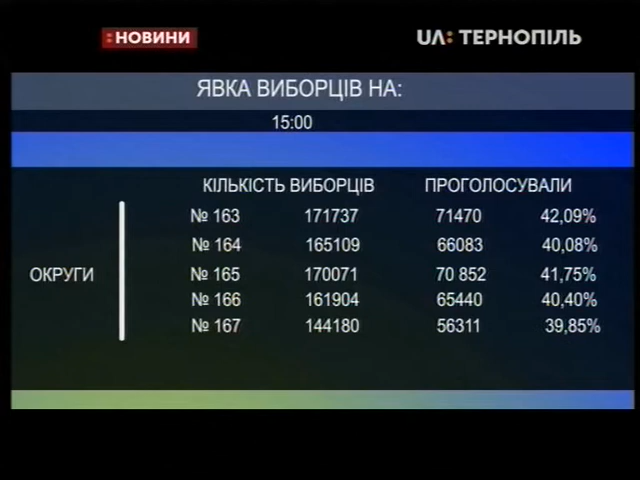 :НОВИНИ
UA: ТЕРНОПІЛЬ
ЯВКА ВИБОРЦІВ НА:
15:00
КІЛЬКІСТЬ ВИБОРЦІВ ПРОГОЛОСУВАЛИ
№ 163 171737 71470 42,09%
№ 164 165109 66083 40,08%
ОКРУГИ № 165 170071 70 852 41,75%
№ 166 161904 65440 40,40%
№ 167 144180 56311 39,85%